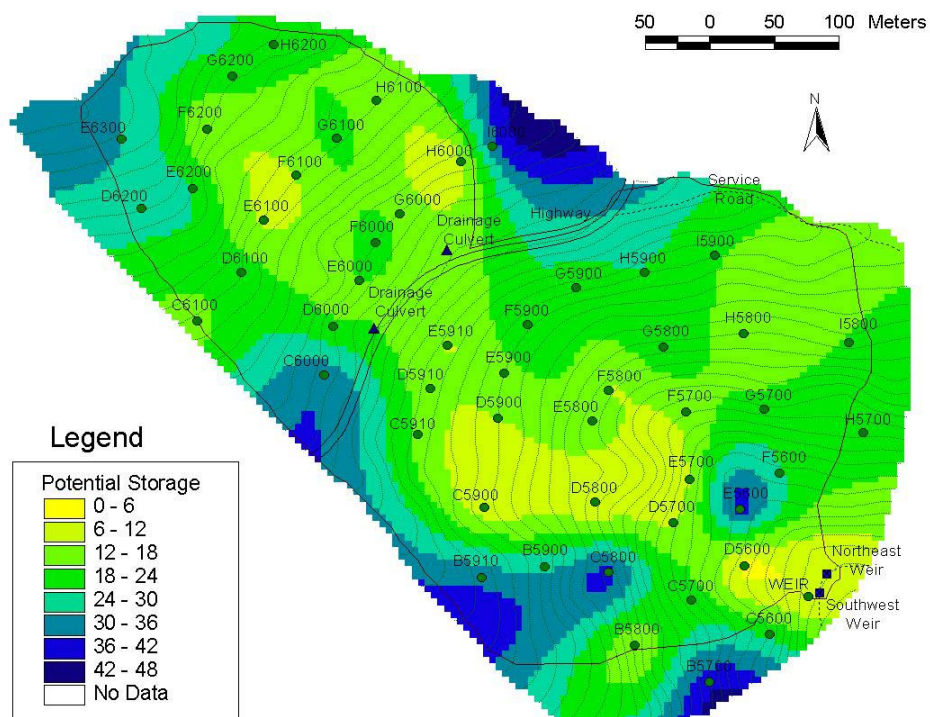 50 0 50 100 Meters
N
H6200
G6200
H6100
F6200
G6100
E6300
I6000
H6000
F6100
E6200
D6200
E6100
G6000
Service
Road
Highway
Drainage
Culvert
F6000
I5900
H5900
D6100
E6000
G5900
Drainage
Culvert
C6100
D6000
F5900
E5910
H5800
G5800
I5800
C6000
E5900
D5910
F5800
D5900
E5800
F5700
G5700
C5910
H5700
Legend
Potential Storage
0 - 6
6 - 12
12 - 18
18 - 24
24 - 30
30 - 36
36 - 42
42 - 48
No Data
F5600
E5700
C5900
D5800
E5600
D5700
B5910
B5900
C5800
D5600
Northeast
Weir
WEIR
Southwest
Weir
C5700
C5600
B5800
B5700